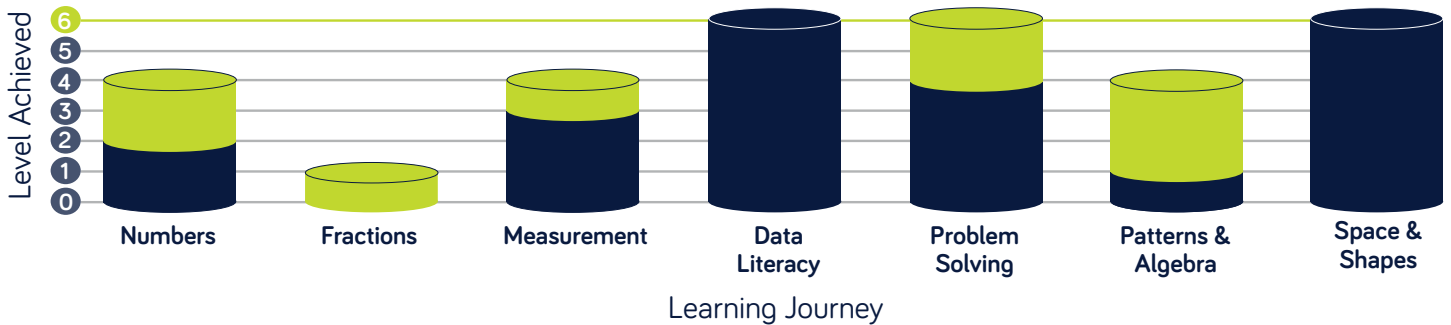 Level Achieved
6
5
4
3
2
1
0
Numbers
Fractions
Measurement
Data
Literacy
Problem
Solving
Patterns &
Algebra
Space &
Shapes
Learning Journey